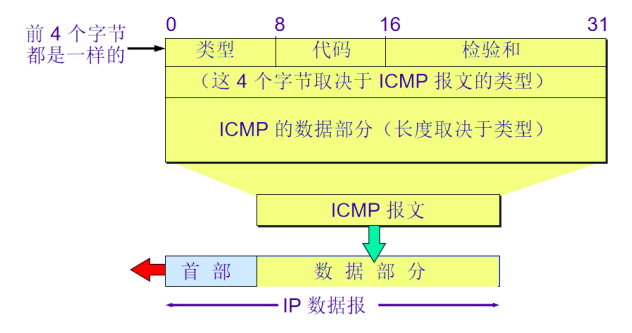 0 8 16 31
前 4 个字节
都是一样的
类型 代码 检验和
（这 4 个字节取决于 ICMP 报文的类型）
ICMP 的数据部分（长度取决于类型）
ICMP 报文
首 部 数 据 部 分
IP 数据报